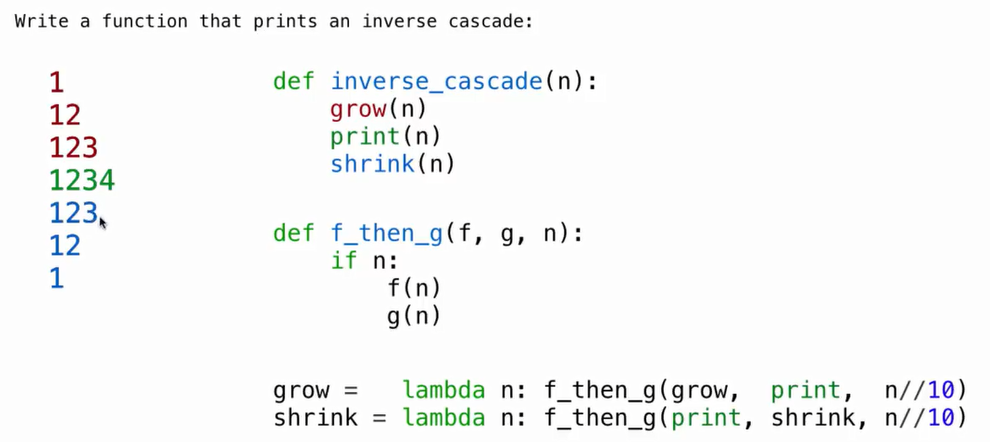 Write a function that prints an inverse cascade:
1
12
123
1234
123
12
1
def inverse_cascade(n):
    grow(n)
    print(n)
    shrink(n)
def f_then_g(f, g, n):
    if n:
        f(n)
        g(n)
grow =   lambda n: f_then_g(grow,  print,  n//10)
shrink = lambda n: f_then_g(print, shrink, n//10)